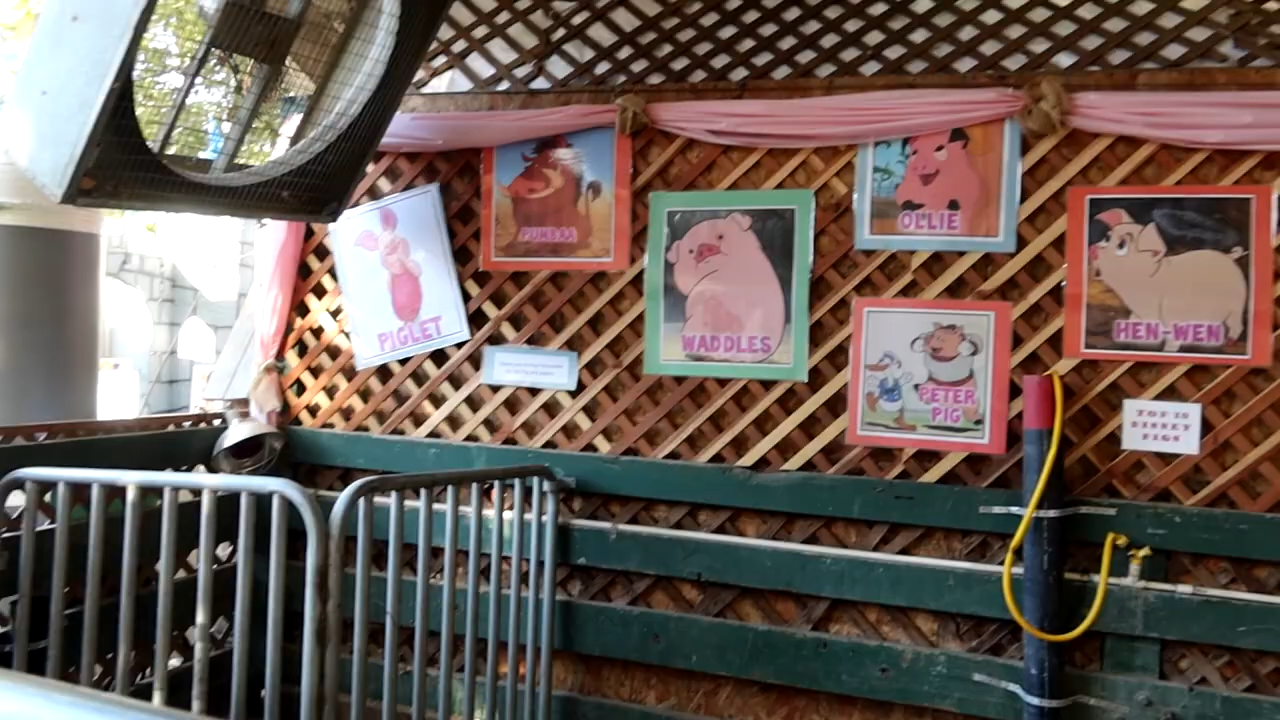 PUMBAA
OLLIE
PIGLET
WADDLES
HEN-WEN
PETER
PIG
TOP 10
DISNEY
PIGS